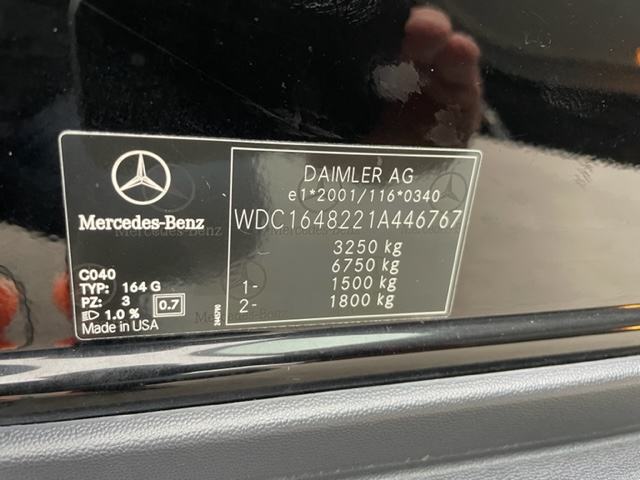 DAIMLER AG
e1*2001/116*0340
WDC1648221A446767
3250 kg
6750 kg
1- 1500 kg
2- 1800 kg
Mercedes-Benz
C040
TYP: 164 G
PZ: 3 0.7
1.0 %
Made in USA